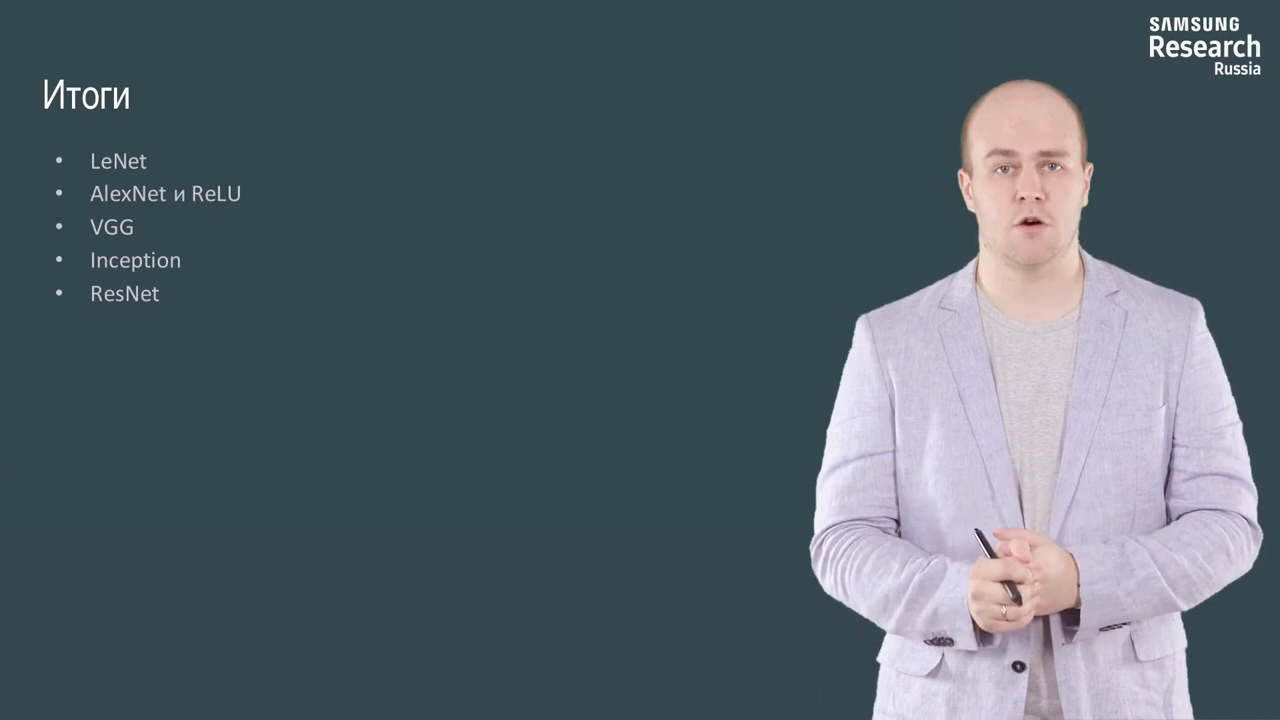 SAMSUNG
Research
Russia
Итоги
• LeNet
• AlexNet и ReLU
• VGG
• Inception
• ResNet